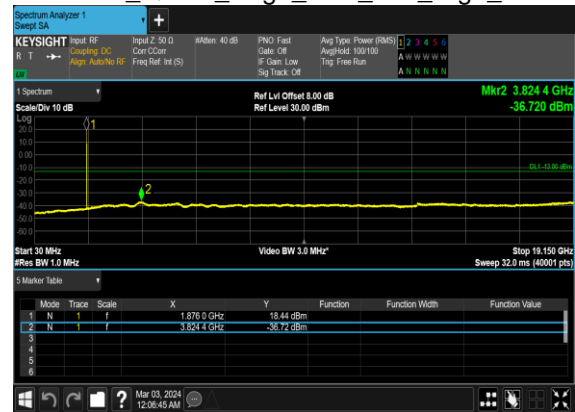 Spectrum Analyzer 1
Swept SA
+
KEYSIGHT Input: RF Input Z: 50 Ω #Atten: 40 dB PNO: Fast Avg Type: Power (RMS) 1 2 3 4 5 6
R T Coupling: DC Corr CCorr Gate: Off Avg|Hold: 100/100 A W W W W W
Align: Auto/No RF Freq Ref: Int (S) IF Gain: Low Trig: Free Run
LW Sig Track: Off A N N N N N
1 Spectrum Ref Lvl Offset 8.00 dB Mkr2 3.824 4 GHz
Scale/Div 10 dB Ref Level 30.00 dBm -36.720 dBm
Log
20.0
10.0
0.00
-10.0
-20.0
-30.0
-40.0
-50.0
-60.0
1
DL1 -13.00 dBm
2
Start 30 MHz Video BW 3.0 MHz* Stop 19.150 GHz
#Res BW 1.0 MHz Sweep 32.0 ms (40001 pts)
5 Marker Table
Mode Trace Scale X Y Function Function Width Function Value
1 N 1 f 1.876 0 GHz 18.44 dBm
2 N 1 f 3.824 4 GHz -36.72 dBm
3
4
5
6
? Mar 03, 2024
12:06:45 AM